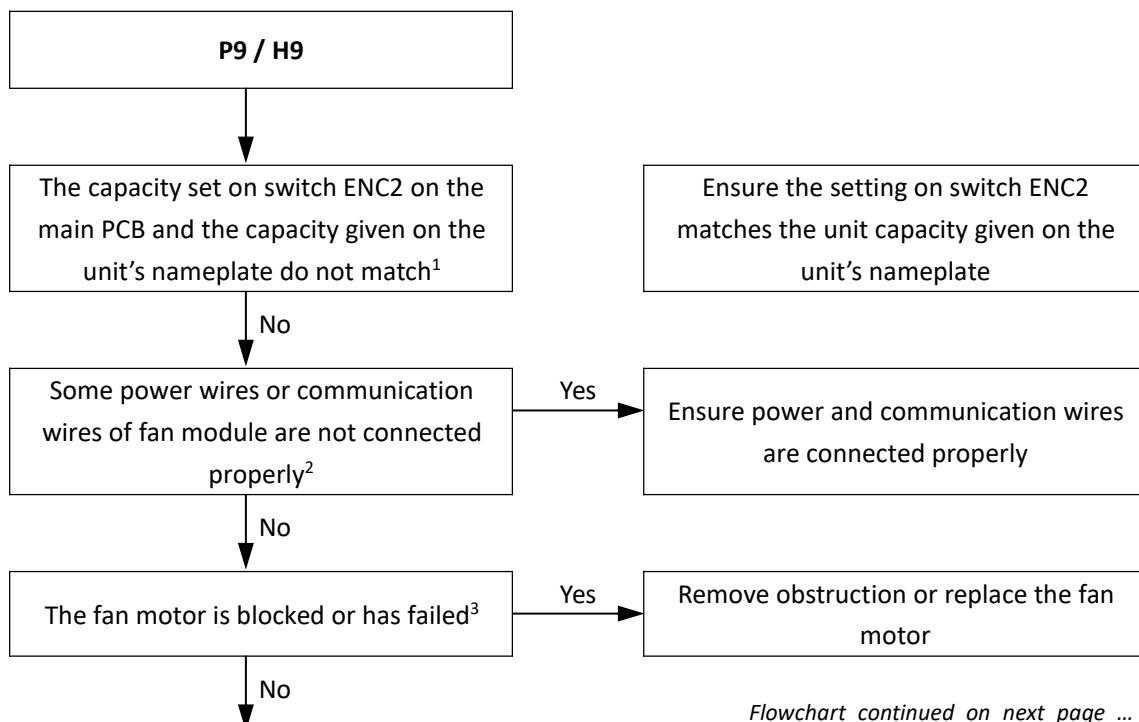 P9 / H9
The capacity set on switch ENC2 on the
main PCB and the capacity given on the
unit’s nameplate do not match¹
Ensure the setting on switch ENC2
matches the unit capacity given on the
unit’s nameplate
No
Some power wires or communication
wires of fan module are not connected
properly²
Yes
Ensure power and communication wires
are connected properly
No
The fan motor is blocked or has failed³
Yes
Remove obstruction or replace the fan
motor
No
Flowchart continued on next page …